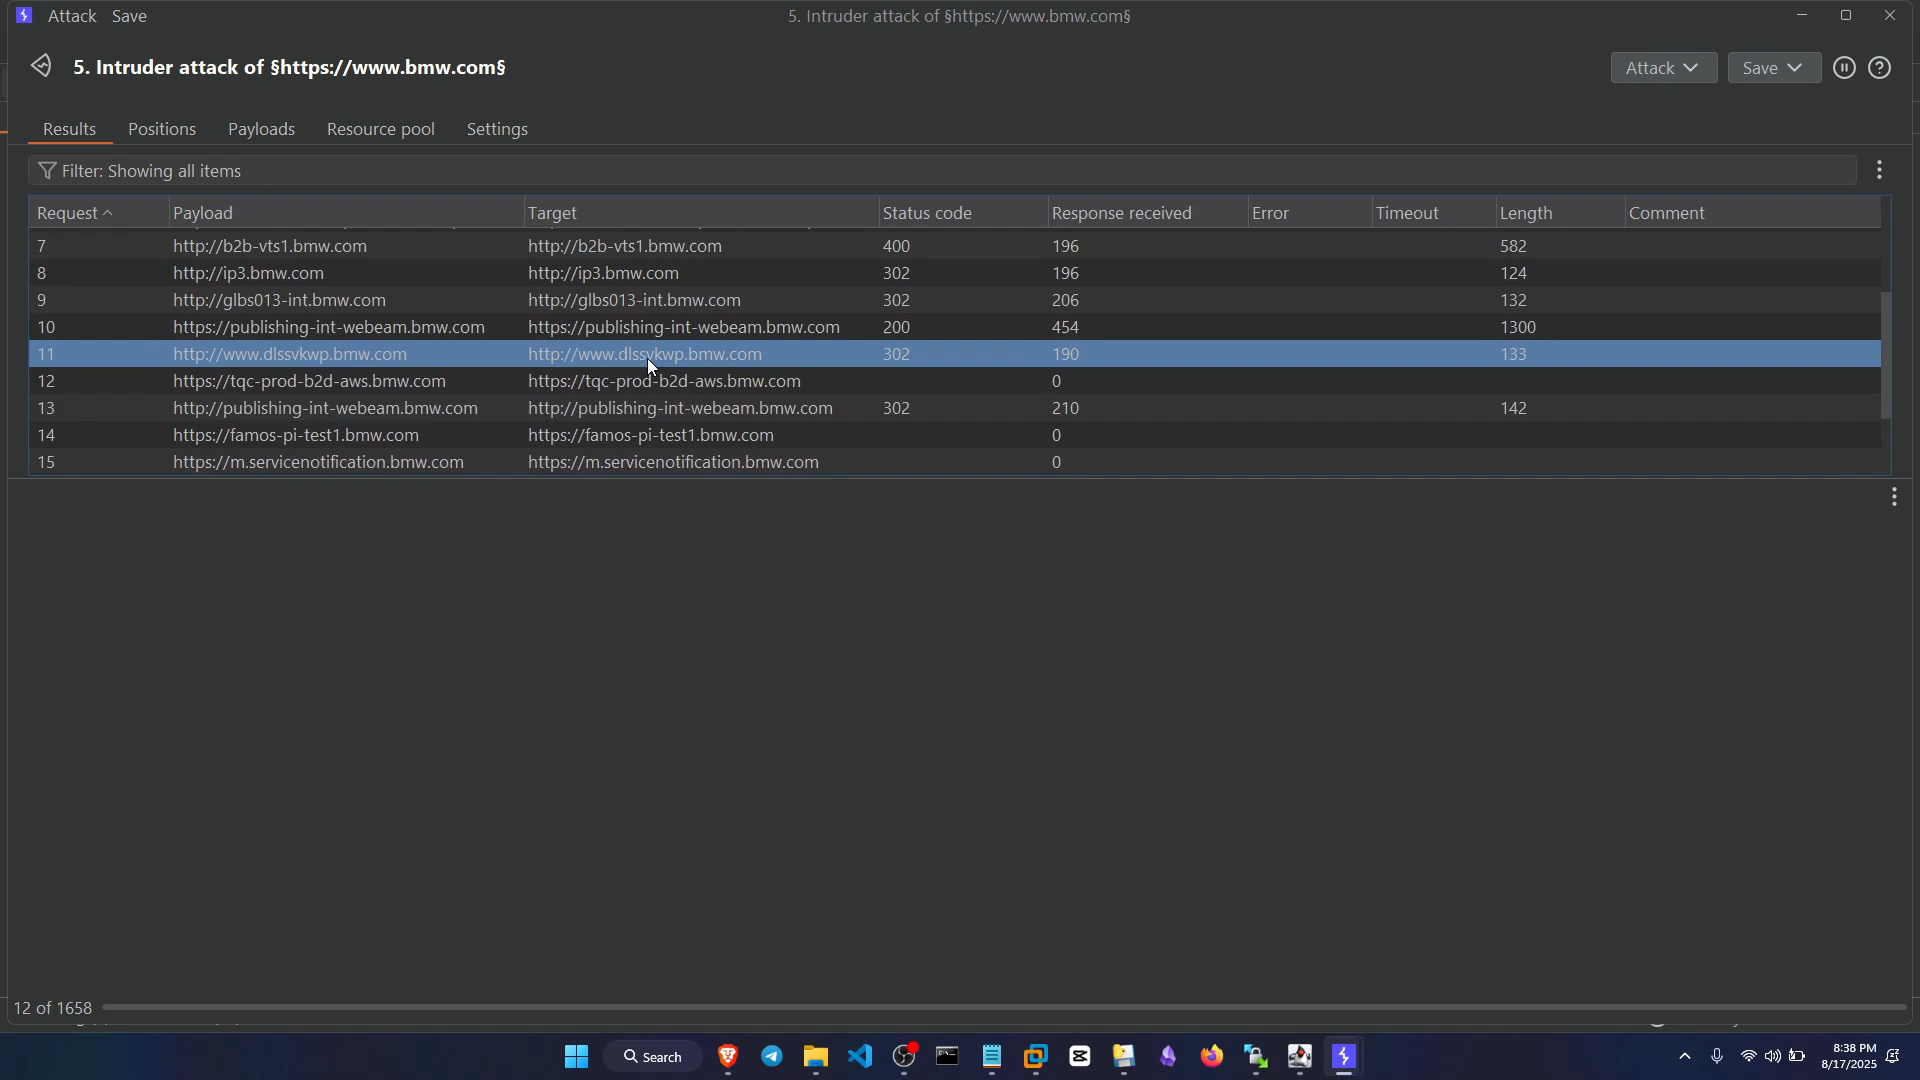 Attack Save 5. Intruder attack of §https://www.bmw.com§
5. Intruder attack of §https://www.bmw.com§ Attack Save
Results Positions Payloads Resource pool Settings
Filter: Showing all items
Request Payload Target Status code Response received Error Timeout Length Comment
7 http://b2b-vts1.bmw.com http://b2b-vts1.bmw.com 400 196 582
8 http://ip3.bmw.com http://ip3.bmw.com 302 196 124
9 http://glbs013-int.bmw.com http://glbs013-int.bmw.com 302 206 132
10 https://publishing-int-webeam.bmw.com https://publishing-int-webeam.bmw.com 200 454 1300
11 http://www.dlssvkwp.bmw.com http://www.dlssvkwp.bmw.com 302 190 133
12 https://tqc-prod-b2d-aws.bmw.com https://tqc-prod-b2d-aws.bmw.com 0
13 http://publishing-int-webeam.bmw.com http://publishing-int-webeam.bmw.com 302 210 142
14 https://famos-pi-test1.bmw.com https://famos-pi-test1.bmw.com 0
15 https://m.servicenotification.bmw.com https://m.servicenotification.bmw.com 0
12 of 1658
Search
8:38 PM
8/17/2025